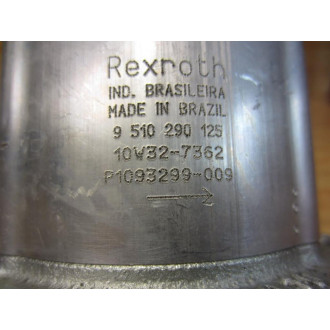 Rexroth
IND. BRASILEIRA
MADE IN BRAZIL
9 510 290 125
10W32-7362
P1093299-009